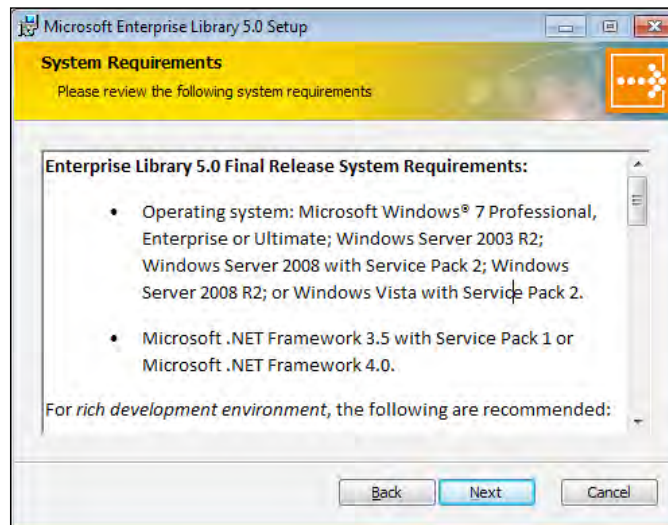 Microsoft Enterprise Library 5.0 Setup
System Requirements
Please review the following system requirements
Enterprise Library 5.0 Final Release System Requirements:
• Operating system: Microsoft Windows® 7 Professional,
Enterprise or Ultimate; Windows Server 2003 R2;
Windows Server 2008 with Service Pack 2; Windows
Server 2008 R2; or Windows Vista with Service Pack 2.
• Microsoft .NET Framework 3.5 with Service Pack 1 or
Microsoft .NET Framework 4.0.
For rich development environment, the following are recommended:
Back Next Cancel